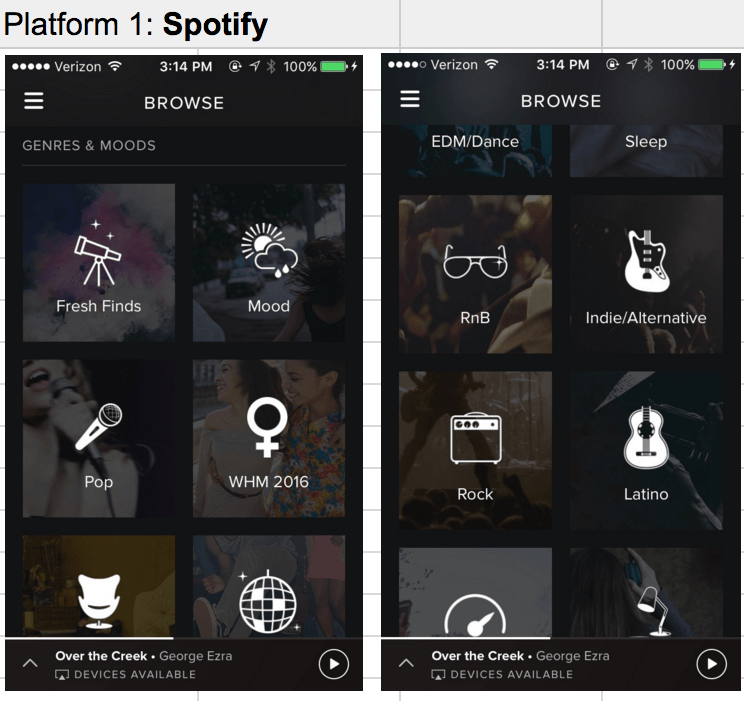 Platform 1: Spotify
Verizon 3:14 PM 100%
BROWSE
GENRES & MOODS
Fresh Finds
Mood
Pop
WHM 2016
Over the Creek • George Ezra
DEVICES AVAILABLE
Verizon 3:14 PM 100%
BROWSE
EDM/Dance
Sleep
RnB
Indie/Alternative
Rock
Latino
Over the Creek • George Ezra
DEVICES AVAILABLE